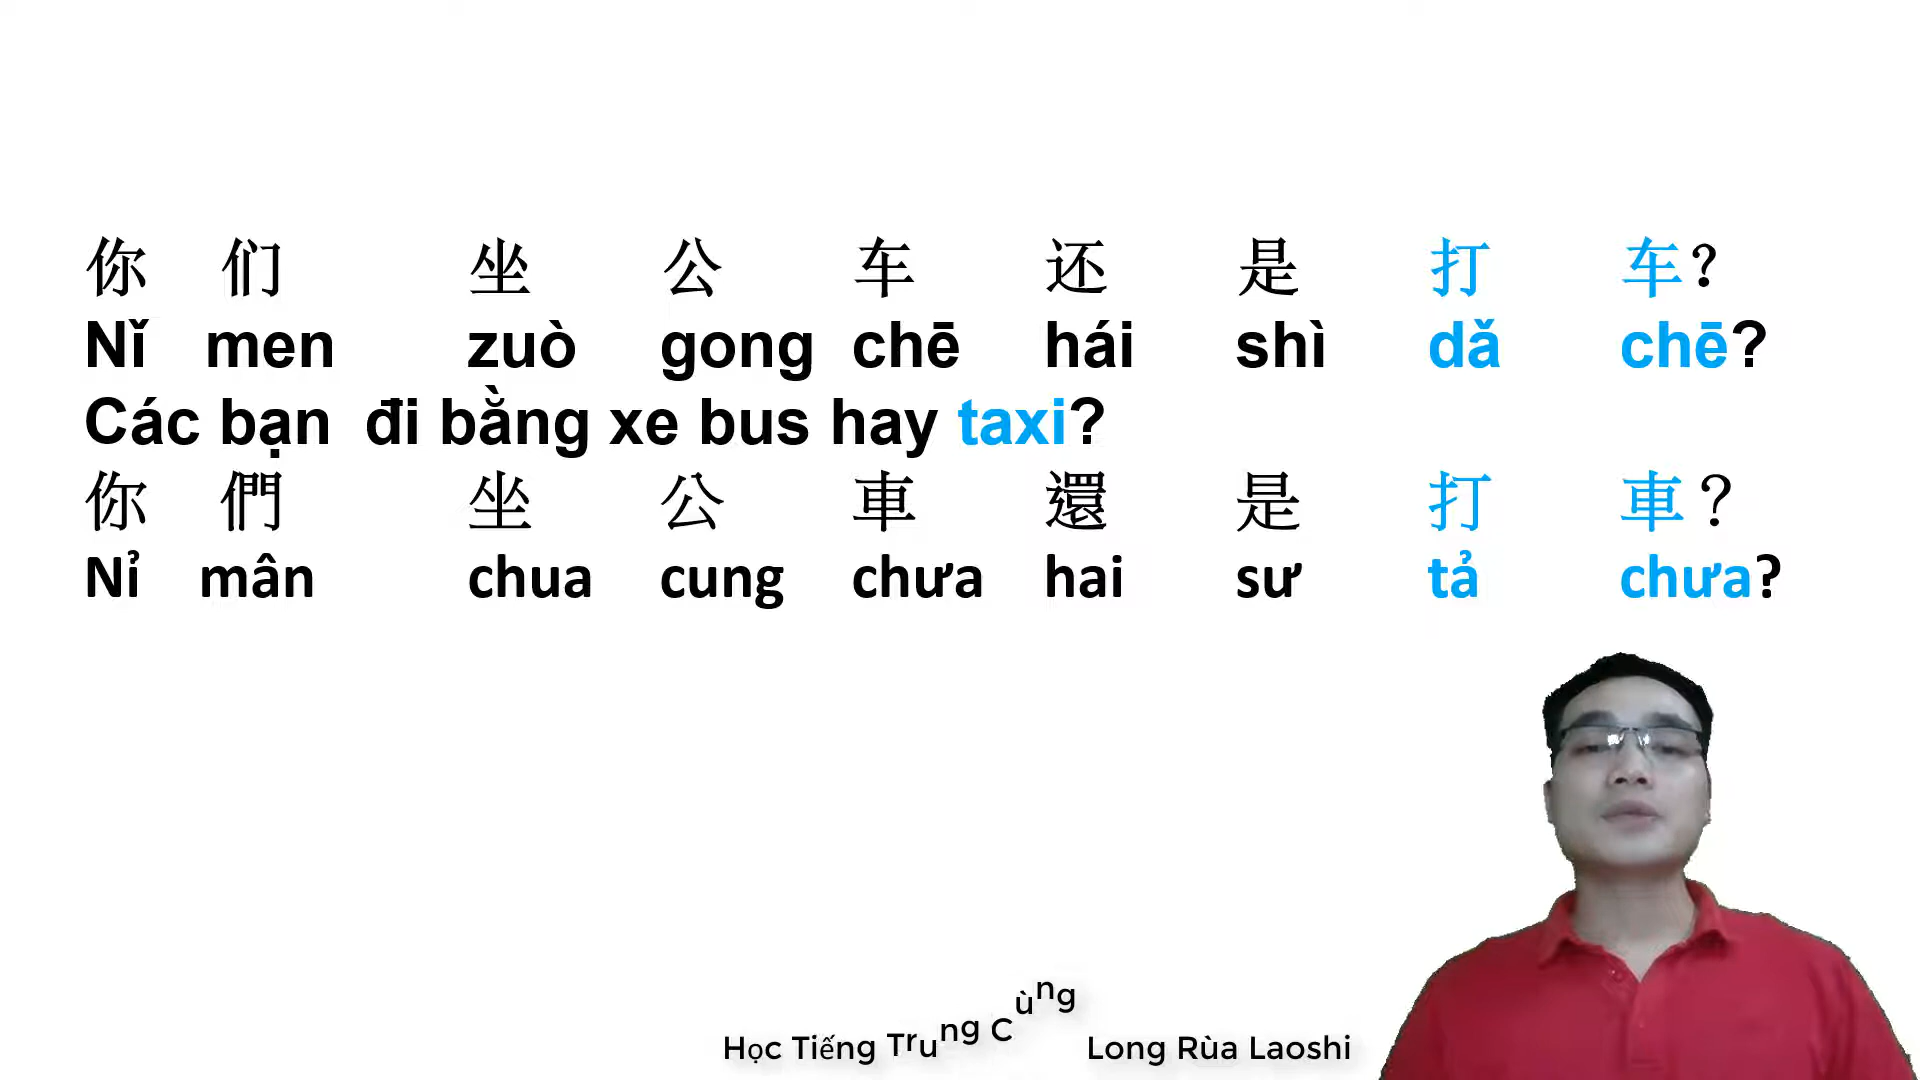 你 们 坐 公 车 还 是 打 车?
Nǐ men zuò gong chē hái shì dǎ chē?
Các bạn đi bằng xe bus hay taxi?
你 們 坐 公 車 還 是 打 車?
Nỉ mân chua cung chưa hai sư tả chưa?
Học Tiếng Trung Cùng Long Rùa Laoshi